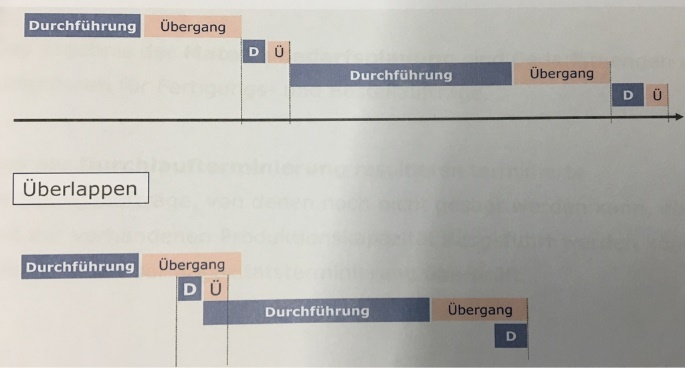 Durchführung Übergang
D Ü
Durchführung Übergang
D Ü
Überlappen
Durchführung Übergang
D Ü
Durchführung Übergang
D